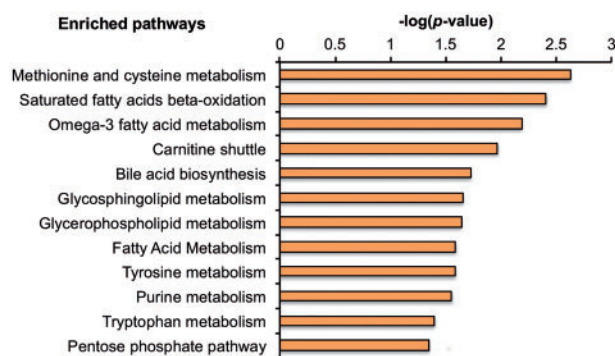 Enriched pathways
-log(p-value)
0 0.5 1 1.5 2 2.5 3
Methionine and cysteine metabolism
Saturated fatty acids beta-oxidation
Omega-3 fatty acid metabolism
Carnitine shuttle
Bile acid biosynthesis
Glycosphingolipid metabolism
Glycerophospholipid metabolism
Fatty Acid Metabolism
Tyrosine metabolism
Purine metabolism
Tryptophan metabolism
Pentose phosphate pathway